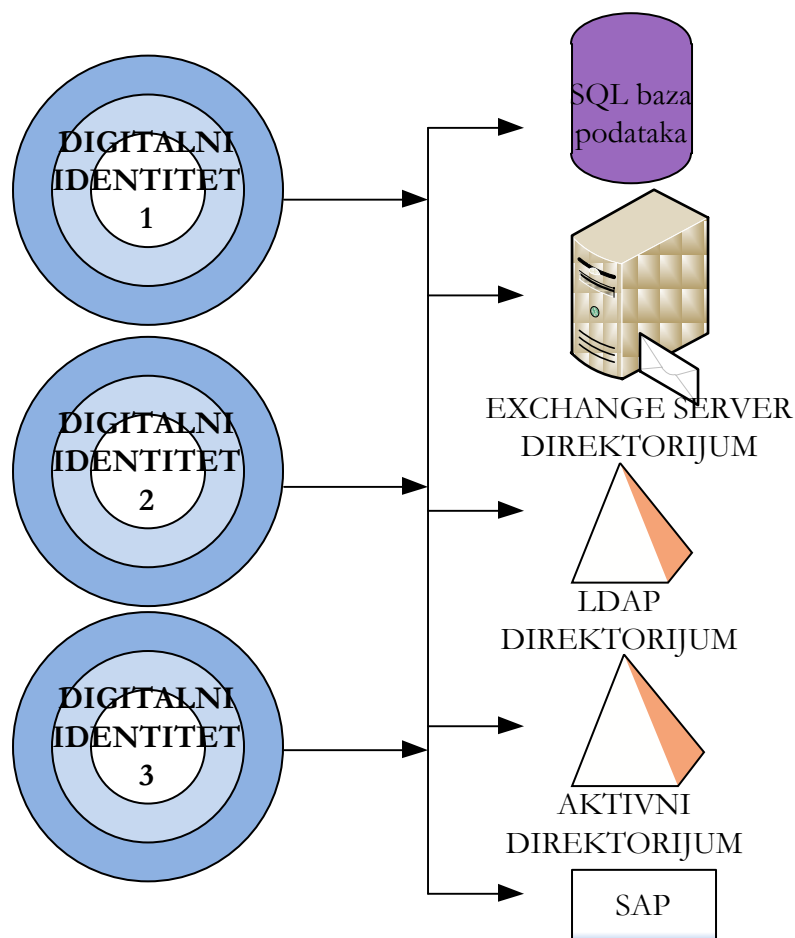 DIGITALNI
IDENTITET
1
DIGITALNI
IDENTITET
2
DIGITALNI
IDENTITET
3
SQL baza
podataka
EXCHANGE SERVER
DIREKTORIJUM
LDAP
DIREKTORIJUM
AKTIVNI
DIREKTORIJUM
SAP